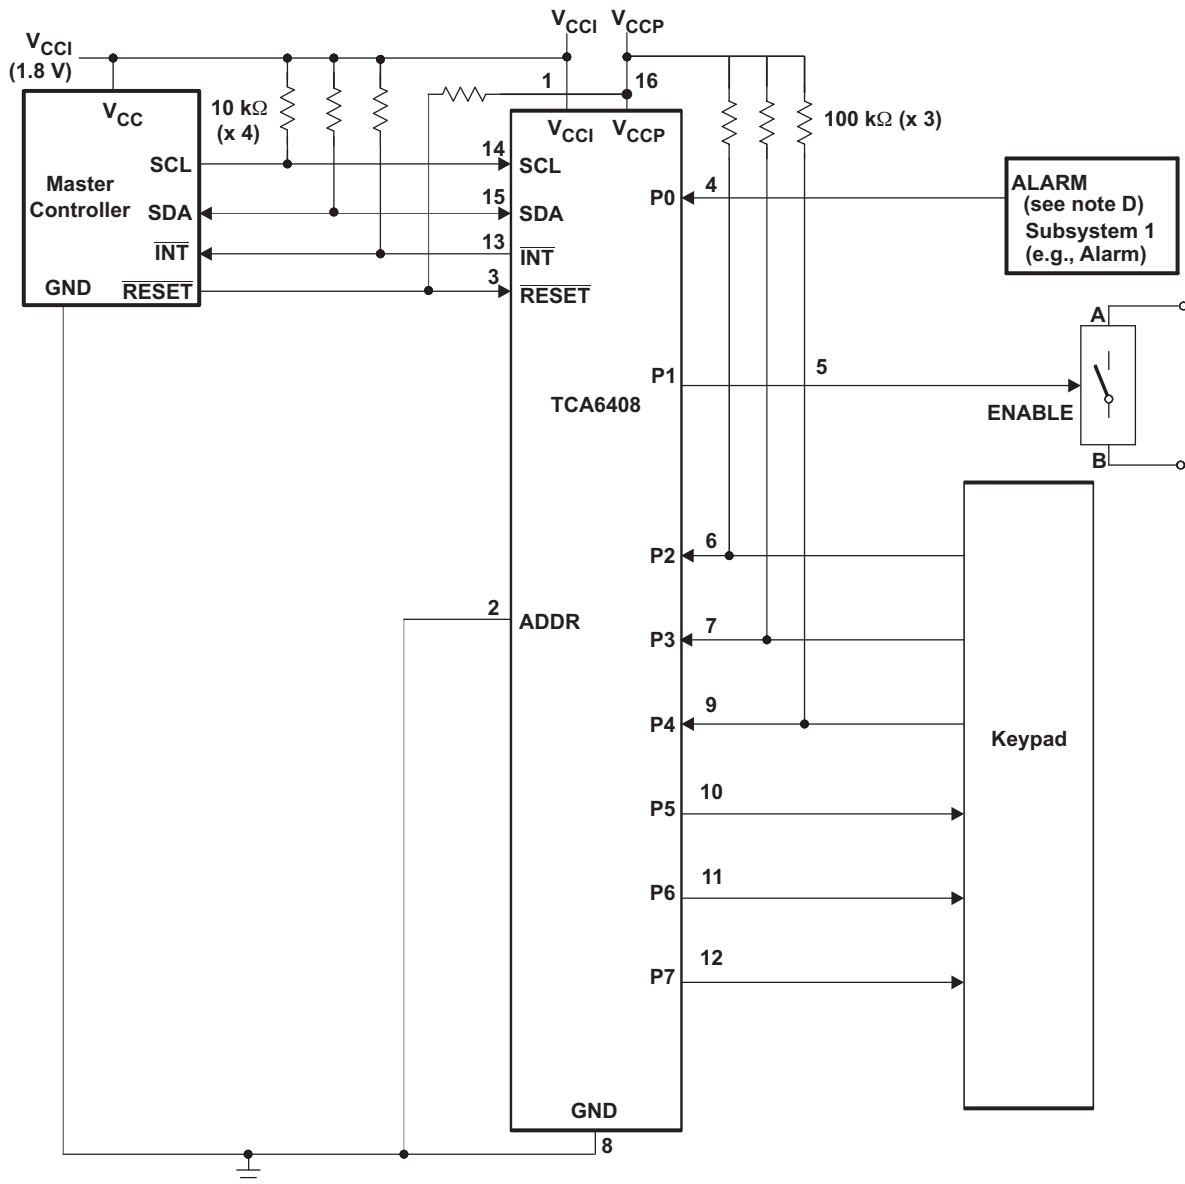 VCCI
(1.8 V)
VCCI
VCCP
1
16
VCC
10 kΩ
(x 4)
VCCI
VCCP
100 kΩ (x 3)
Master
Controller
SCL
SDA
INT
RESET
GND
14
SCL
15
SDA
13
INT
3
RESET
P0
4
ALARM
(see note D)
Subsystem 1
(e.g., Alarm)
P1
5
TCA6408
A
ENABLE
B
P2
6
2
ADDR
P3
7
P4
9
Keypad
P5
10
P6
11
P7
12
GND
8